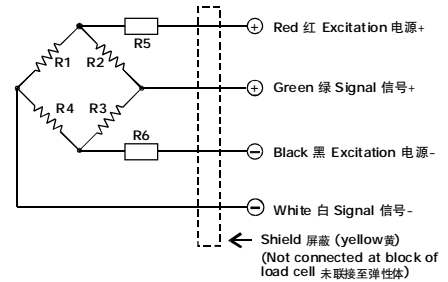 R5
Red 红 Excitation 电源+
R1 R2
Green 绿 Signal 信号+
R4 R3
R6
Black 黑 Excitation 电源-
White 白 Signal 信号-
Shield 屏蔽 (yellow黄)
(Not connected at block of
load cell 未联接至弹性体)